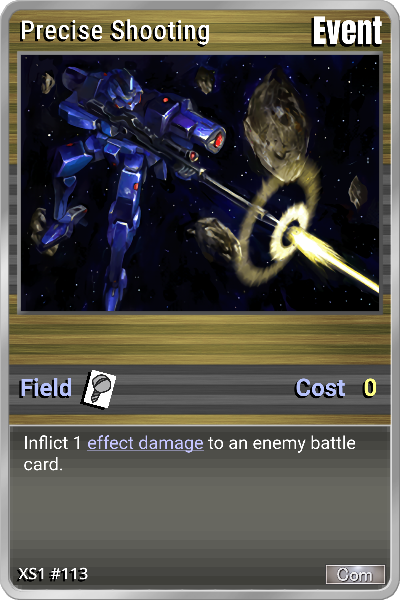 Precise Shooting
Event
Field
Cost 0
Inflict 1 effect damage to an enemy battle
card.
XS1 #113
Com